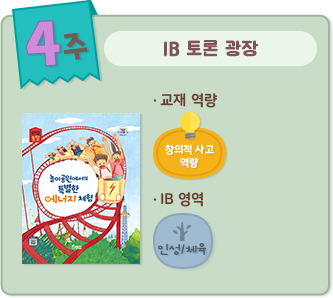 4주
IB 토론 광장
놀이공원에서의
특별한
에너지 체험
· 교재 역량
창의적 사고
역량
· IB 영역
인성/체육